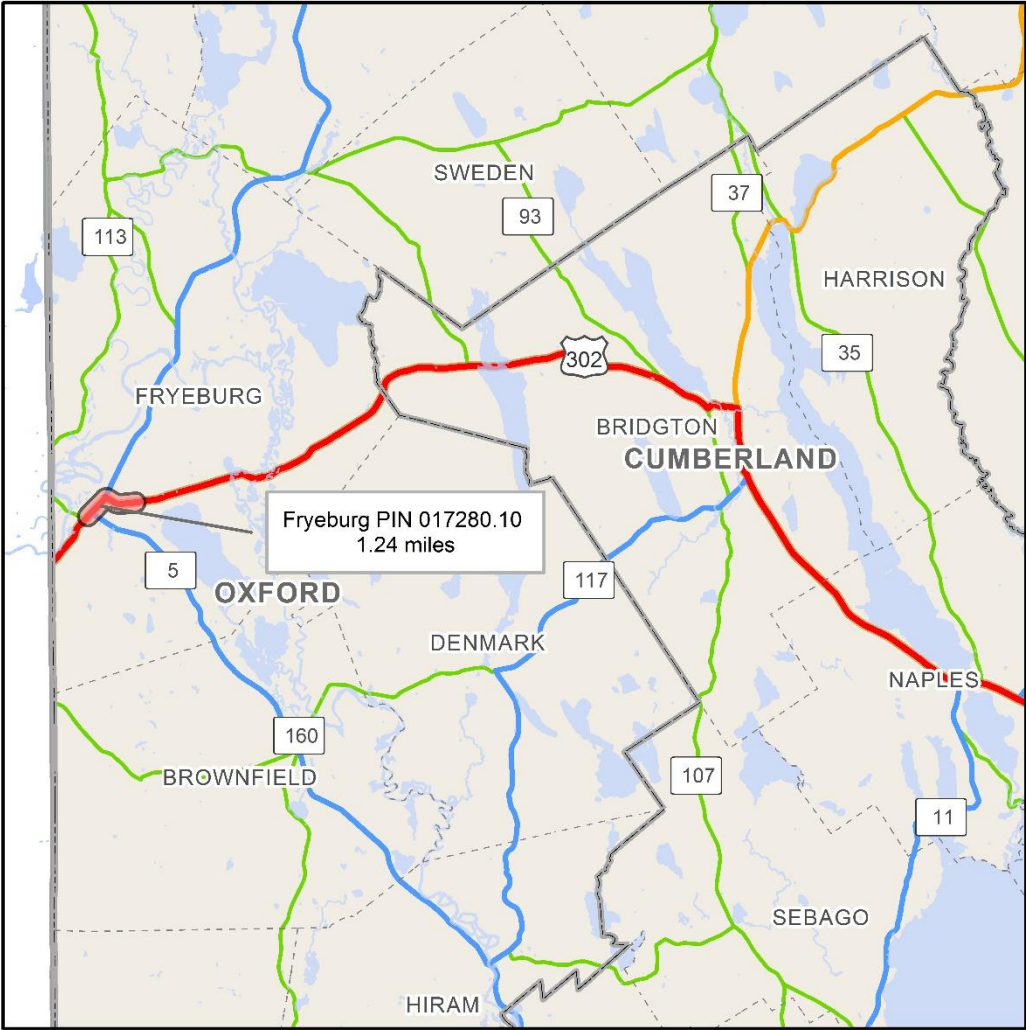 SWEDEN
37
93
113
HARRISON
35
302
FRYEBURG
BRIDGTON
CUMBERLAND
Fryeburg PIN 017280.10
1.24 miles
5
117
OXFORD
DENMARK
NAPLES
160
BROWNFIELD
107
11
SEBAGO
HIRAM